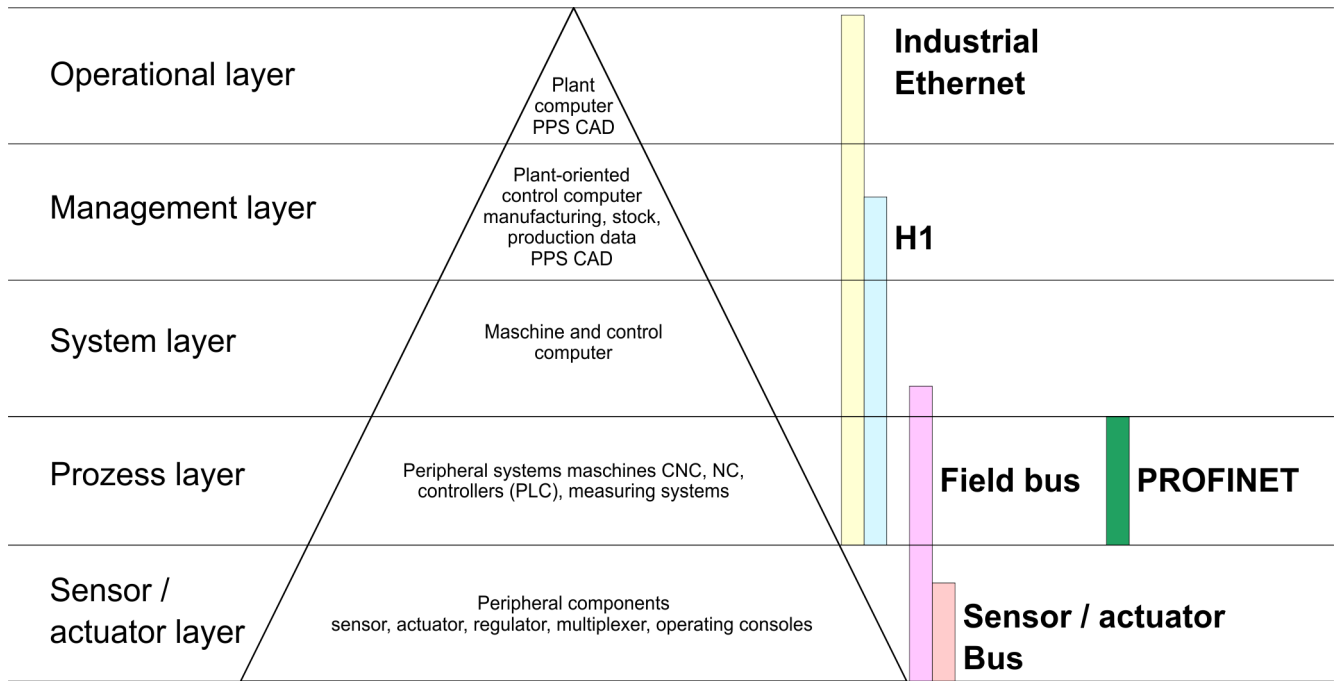 Operational layer
Plant
computer
PPS CAD
Industrial
Ethernet
Management layer
Plant-oriented
control computer
manufacturing, stock,
production data
PPS CAD
H1
System layer
Maschine and control
computer
Prozess layer
Peripheral systems maschines CNC, NC,
controllers (PLC), measuring systems
Field bus
PROFINET
Sensor /
actuator layer
Peripheral components
sensor, actuator, regulator, multiplexer, operating consoles
Sensor / actuator
Bus